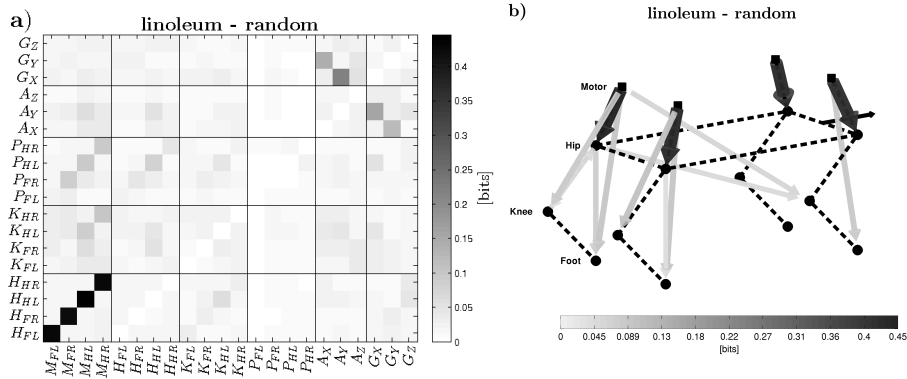 a)
linoleum - random
G_Z
G_Y
G_X
A_Z
A_Y
A_X
P_HR
P_HL
P_FR
P_FL
K_HR
K_HL
K_FR
K_FL
H_HR
H_HL
H_FR
H_FL
M_FL M_FR M_HL M_HR H_FL H_FR H_HL H_HR K_FL K_FR K_HL K_HR P_FL P_FR P_HL P_HR A_X A_Y A_Z G_X G_Y G_Z
0.4
0.35
0.3
0.25
0.2
0.15
0.1
0.05
0
[bits]
b)
linoleum - random
Motor
Hip
Knee
Foot
0 0.045 0.089 0.13 0.18 0.22 0.27 0.31 0.36 0.4 0.45
[bits]